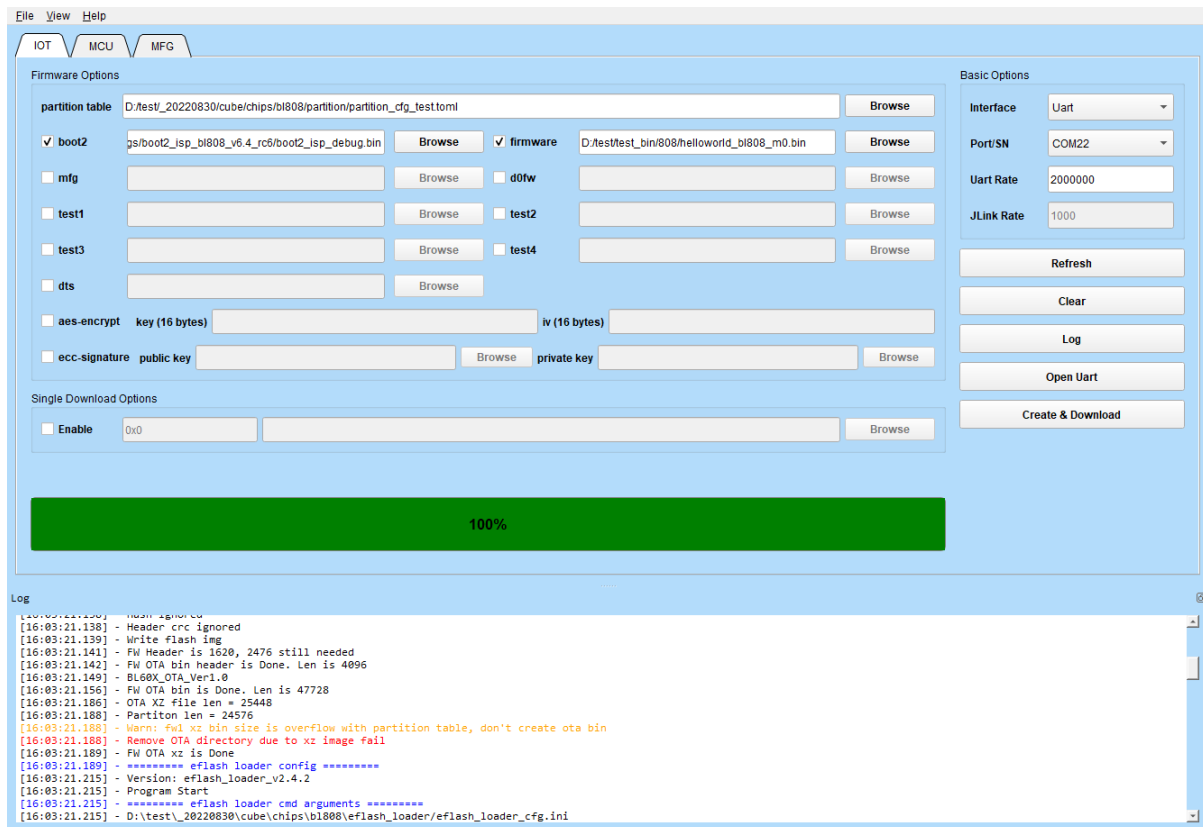 File View Help
IOT MCU MFG
Firmware Options
Basic Options
partition table D:/test/_20220830/cube/chips/bl808/partition/partition_cfg_test.toml Browse
Interface Uart
boot2 gs/boot2_isp_bl808_v6.4_rc6/boot2_isp_debug.bin Browse firmware D:/test/test_bin/808/helloworld_bl808_m0.bin Browse
Port/SN COM22
mfg Browse d0fw Browse
Uart Rate 2000000
test1 Browse test2 Browse
JLink Rate 1000
test3 Browse test4 Browse
Refresh
dts Browse
Clear
aes-encrypt key (16 bytes) iv (16 bytes)
Log
ecc-signature public key Browse private key Browse
Open Uart
Single Download Options
Create & Download
Enable 0x0 Browse
100%
Log
[16:03:21.138] - Hash ignored
[16:03:21.138] - Header crc ignored
[16:03:21.139] - Write flash img
[16:03:21.141] - FW Header is 1620, 2476 still needed
[16:03:21.142] - FW OTA bin header is Done. Len is 4096
[16:03:21.149] - BL60X_OTA_Ver1.0
[16:03:21.156] - FW OTA bin is Done. Len is 47728
[16:03:21.186] - OTA XZ file len = 25448
[16:03:21.188] - Partiton len = 24576
[16:03:21.188] - Warn: fw1 xz bin size is overflow with partition table, don't create ota bin
[16:03:21.188] - Remove OTA directory due to xz image fail
[16:03:21.189] - FW OTA xz is Done
[16:03:21.189] - ========= eflash loader config =========
[16:03:21.215] - Version: eflash_loader_v2.4.2
[16:03:21.215] - Program Start
[16:03:21.215] - ========= eflash loader cmd arguments =========
[16:03:21.215] - D:\test\_20220830\cube\chips\bl808\eflash_loader/eflash_loader_cfg.ini